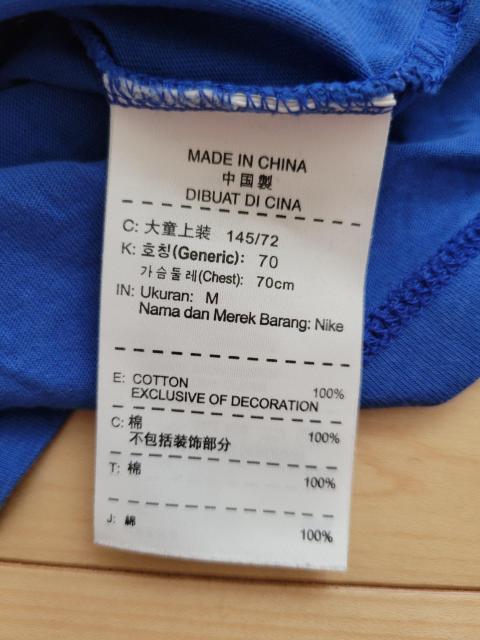 MADE IN CHINA
中国製
DIBUAT DI CINA
C: 大童上装 145/72
K: 호칭(Generic): 70
가슴둘레(Chest): 70cm
IN: Ukuran: M
Nama dan Merek Barang: Nike
E: COTTON 100%
EXCLUSIVE OF DECORATION
C: 棉 100%
不包括装饰部分
T: 棉 100%
J: 綿 100%